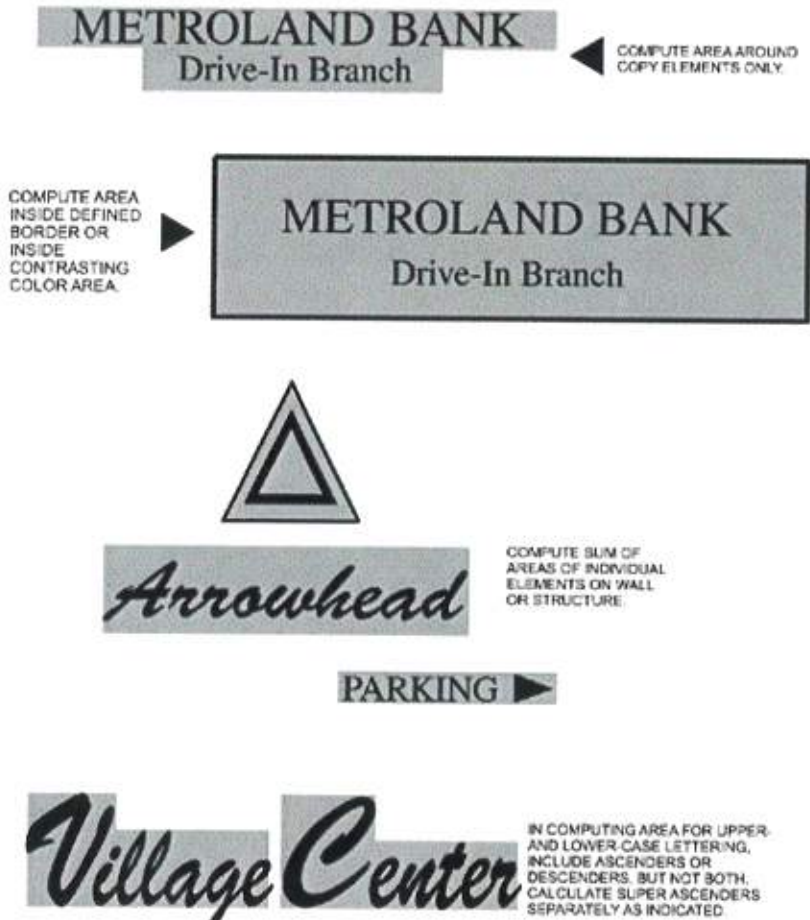 METROLAND BANK
Drive-In Branch
COMPUTE AREA AROUND
COPY ELEMENTS ONLY.
COMPUTE AREA
INSIDE DEFINED
BORDER OR
INSIDE
CONTRASTING
COLOR AREA.
METROLAND BANK
Drive-In Branch
Arrowhead
COMPUTE SUM OF
AREAS OF INDIVIDUAL
ELEMENTS ON WALL
OR STRUCTURE.
PARKING
Village Center
IN COMPUTING AREA FOR UPPER-
AND LOWER-CASE LETTERING,
INCLUDE ASCENDERS OR
DESCENDERS, BUT NOT BOTH.
CALCULATE SUPER ASCENDERS
SEPARATELY AS INDICATED.